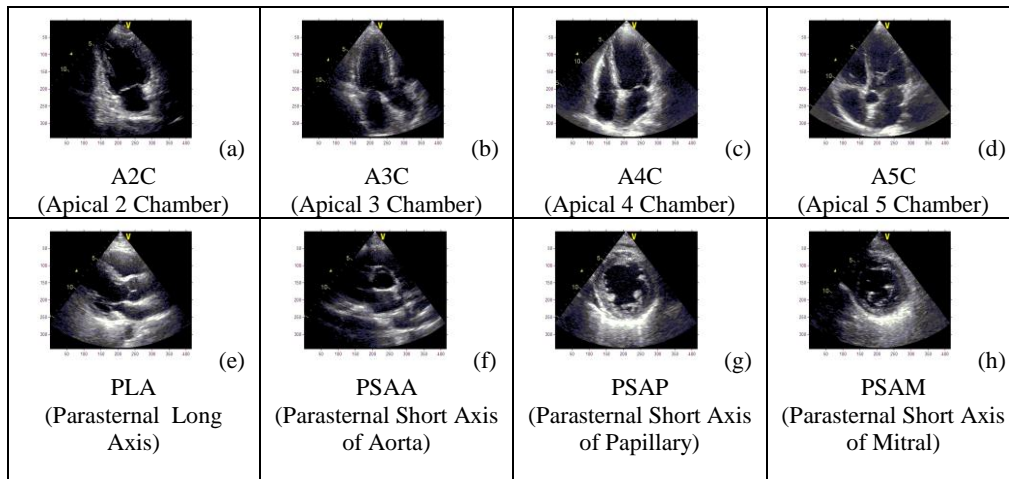 (a)
A2C
(Apical 2 Chamber)
(b)
A3C
(Apical 3 Chamber)
(c)
A4C
(Apical 4 Chamber)
(d)
A5C
(Apical 5 Chamber)
(e)
PLA
(Parasternal Long
Axis)
(f)
PSAA
(Parasternal Short Axis
of Aorta)
(g)
PSAP
(Parasternal Short Axis
of Papillary)
(h)
PSAM
(Parasternal Short Axis
of Mitral)